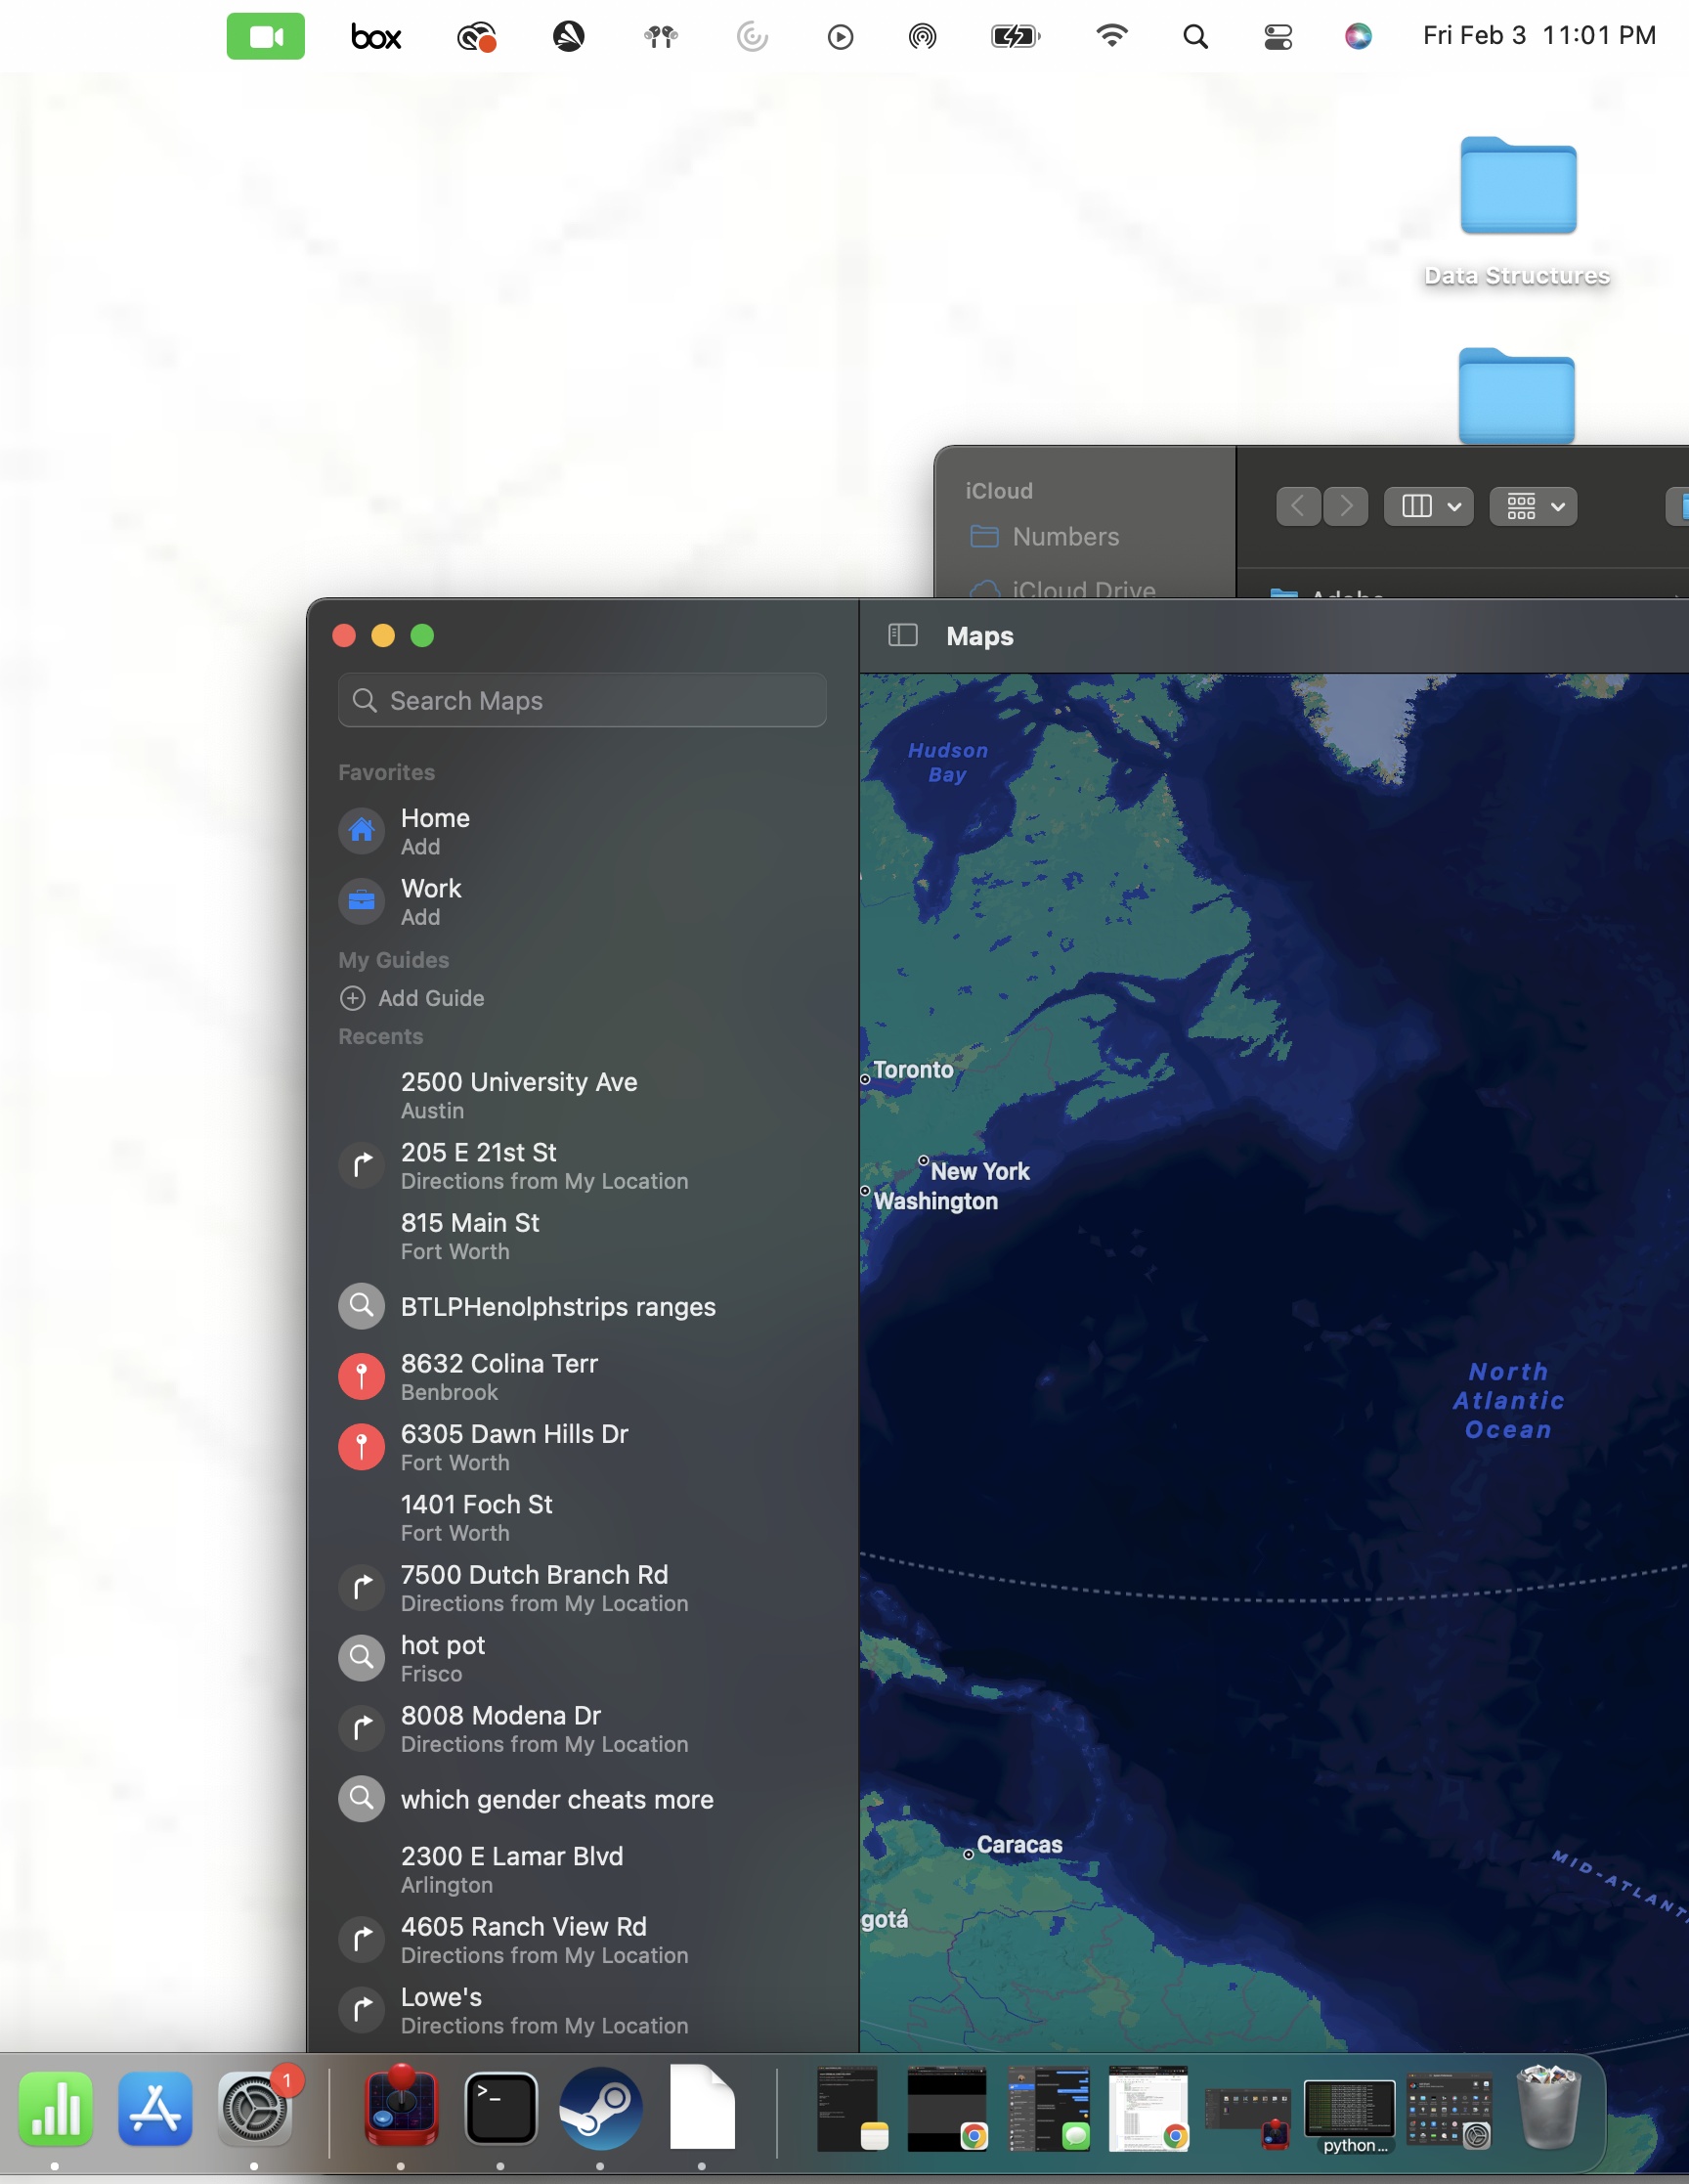 box
Fri Feb 3 11:01 PM
Data Structures
iCloud
Numbers
iCloud Drive
Adobe
Maps
Search Maps
Favorites
Home
Add
Work
Add
My Guides
Add Guide
Recents
2500 University Ave
Austin
205 E 21st St
Directions from My Location
815 Main St
Fort Worth
BTLPHenolphstrips ranges
8632 Colina Terr
Benbrook
6305 Dawn Hills Dr
Fort Worth
1401 Foch St
Fort Worth
7500 Dutch Branch Rd
Directions from My Location
hot pot
Frisco
8008 Modena Dr
Directions from My Location
which gender cheats more
2300 E Lamar Blvd
Arlington
4605 Ranch View Rd
Directions from My Location
Lowe's
Directions from My Location
Hudson
Bay
Toronto
New York
Washington
North
Atlantic
Ocean
Caracas
gotá
MID-ATLANT
1
>_
python...